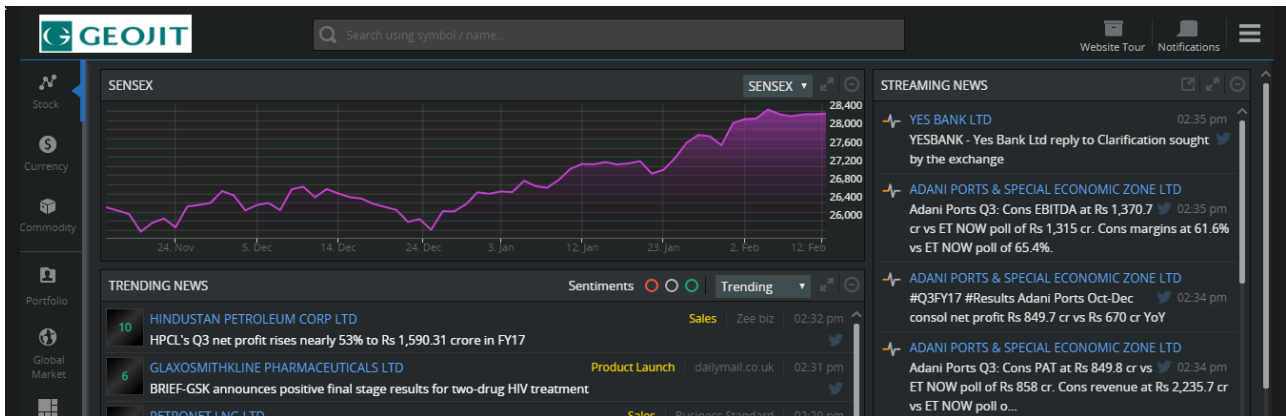 GEOJIT
Search using symbol / name...
Website Tour
Notifications
Stock
Currency
Commodity
Portfolio
Global
Market
SENSEX
SENSEX
28,400
28,000
27,600
27,200
26,800
26,400
26,000
24. Nov 5. Dec 14. Dec 24. Dec 3. Jan 12. Jan 23. Jan 2. Feb 12. Feb
TRENDING NEWS
Sentiments
Trending
10
HINDUSTAN PETROLEUM CORP LTD Sales Zee biz 02:32 pm
HPCL's Q3 net profit rises nearly 53% to Rs 1,590.31 crore in FY17
6
GLAXOSMITHKLINE PHARMACEUTICALS LTD Product Launch dailymail.co.uk 02:31 pm
BRIEF-GSK announces positive final stage results for two-drug HIV treatment
PETRONET LNG LTD Sales Business Standard 02:29 pm
STREAMING NEWS
YES BANK LTD 02:35 pm
YESBANK - Yes Bank Ltd reply to Clarification sought
by the exchange
ADANI PORTS & SPECIAL ECONOMIC ZONE LTD
Adani Ports Q3: Cons EBITDA at Rs 1,370.7 02:35 pm
cr vs ET NOW poll of Rs 1,315 cr. Cons margins at 61.6%
vs ET NOW poll of 65.4%.
ADANI PORTS & SPECIAL ECONOMIC ZONE LTD
#Q3FY17 #Results Adani Ports Oct-Dec 02:34 pm
consol net profit Rs 849.7 cr vs Rs 670 cr YoY
ADANI PORTS & SPECIAL ECONOMIC ZONE LTD
Adani Ports Q3: Cons PAT at Rs 849.8 cr vs 02:34 pm
ET NOW poll of Rs 858 cr. Cons revenue at Rs 2,235.7 cr
vs ET NOW poll o...